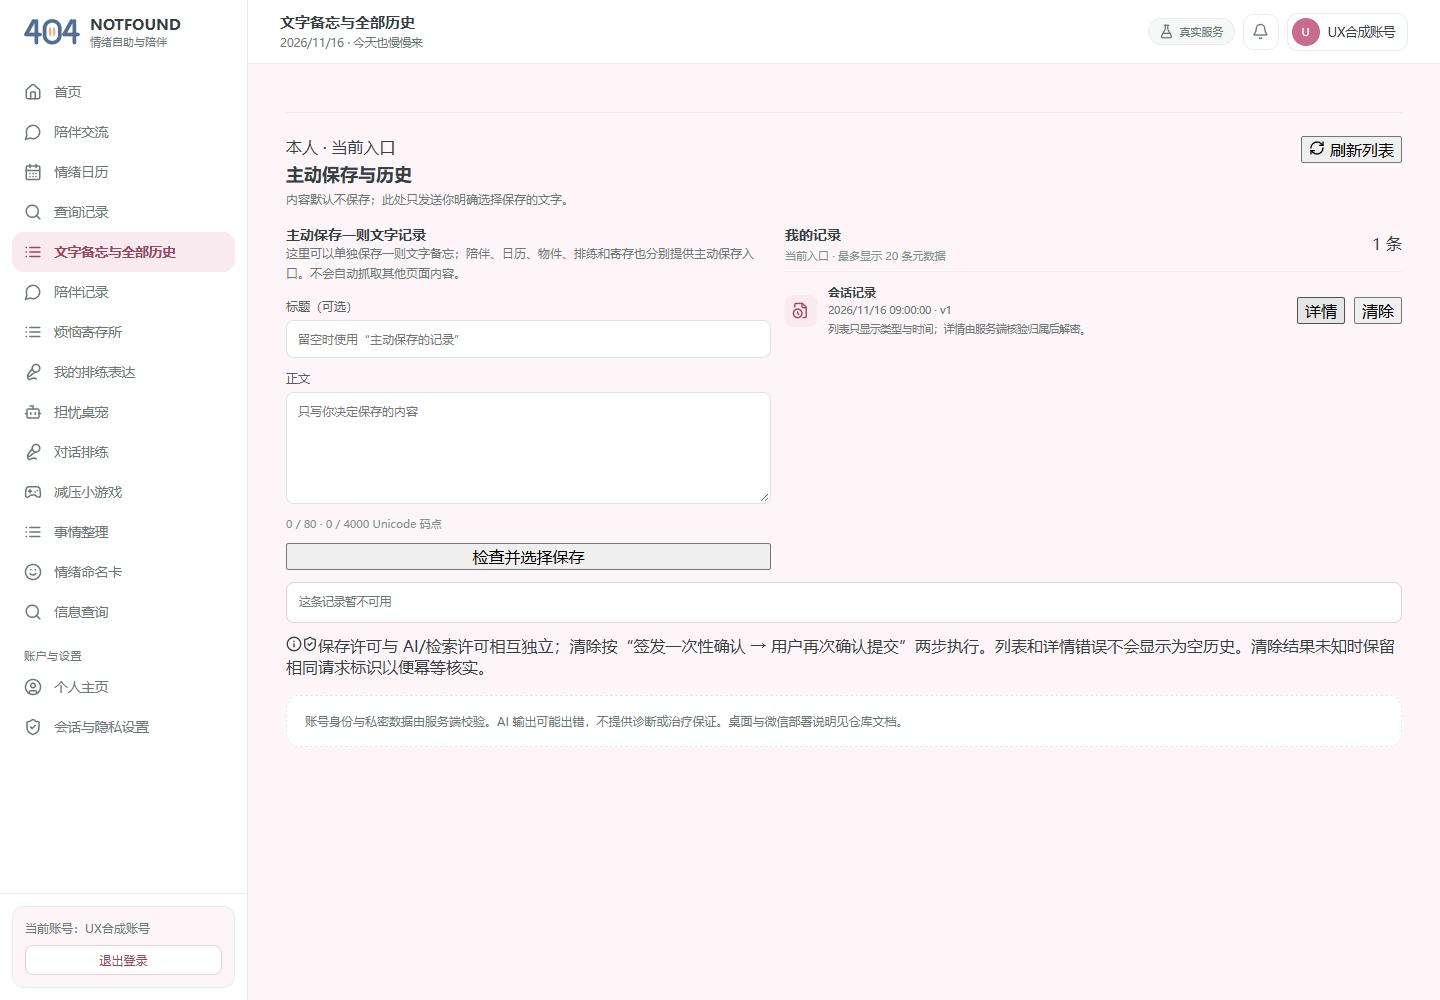 404 NOTFOUND
情绪自助与陪伴
首页
陪伴交流
情绪日历
查询记录
文字备忘与全部历史
陪伴记录
烦恼寄存所
我的排练表达
担忧桌宠
对话排练
减压小游戏
事情整理
情绪命名卡
信息查询
账户与设置
个人主页
会话与隐私设置
当前账号：UX合成账号
退出登录
文字备忘与全部历史
2026/11/16 · 今天也慢慢来
真实服务
U UX合成账号
本人 · 当前入口
主动保存与历史
内容默认不保存；此处只发送你明确选择保存的文字。
刷新列表
主动保存一则文字记录
这里可以单独保存一则文字备忘；陪伴、日历、物件、排练和寄存也分别提供主动保存入
口。不会自动抓取其他页面内容。
标题（可选）
留空时使用“主动保存的记录”
正文
只写你决定保存的内容
0 / 80 · 0 / 4000 Unicode 码点
检查并选择保存
我的记录
当前入口 · 最多显示 20 条元数据
1 条
会话记录
2026/11/16 09:00:00 · v1
列表只显示类型与时间；详情由服务端核验归属后解密。
详情
清除
这条记录暂不可用
保存许可与 AI/检索许可相互独立；清除按“签发一次性确认 → 用户再次确认提交”两步执行。列表和详情错误不会显示为空历史。清除结果未知时保留
相同请求标识以便幂等核实。
账号身份与私密数据由服务端校验。AI 输出可能出错，不提供诊断或治疗保证。桌面与微信部署说明见仓库文档。